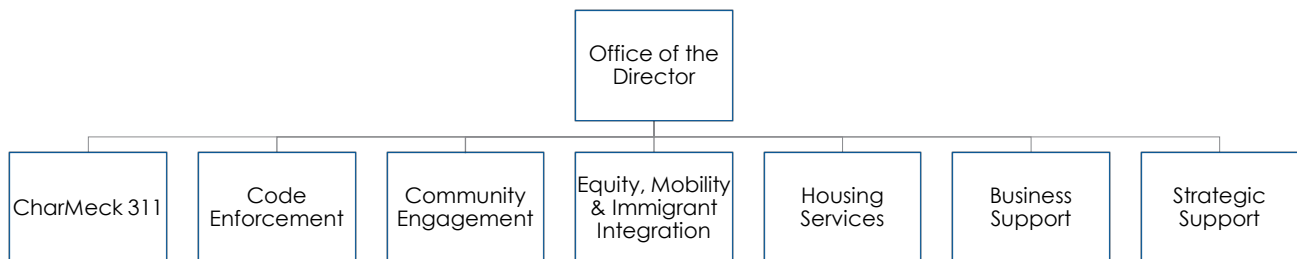 Office of the
Director
CharMeck 311
Code
Enforcement
Community
Engagement
Equity, Mobility
& Immigrant
Integration
Housing
Services
Business
Support
Strategic
Support